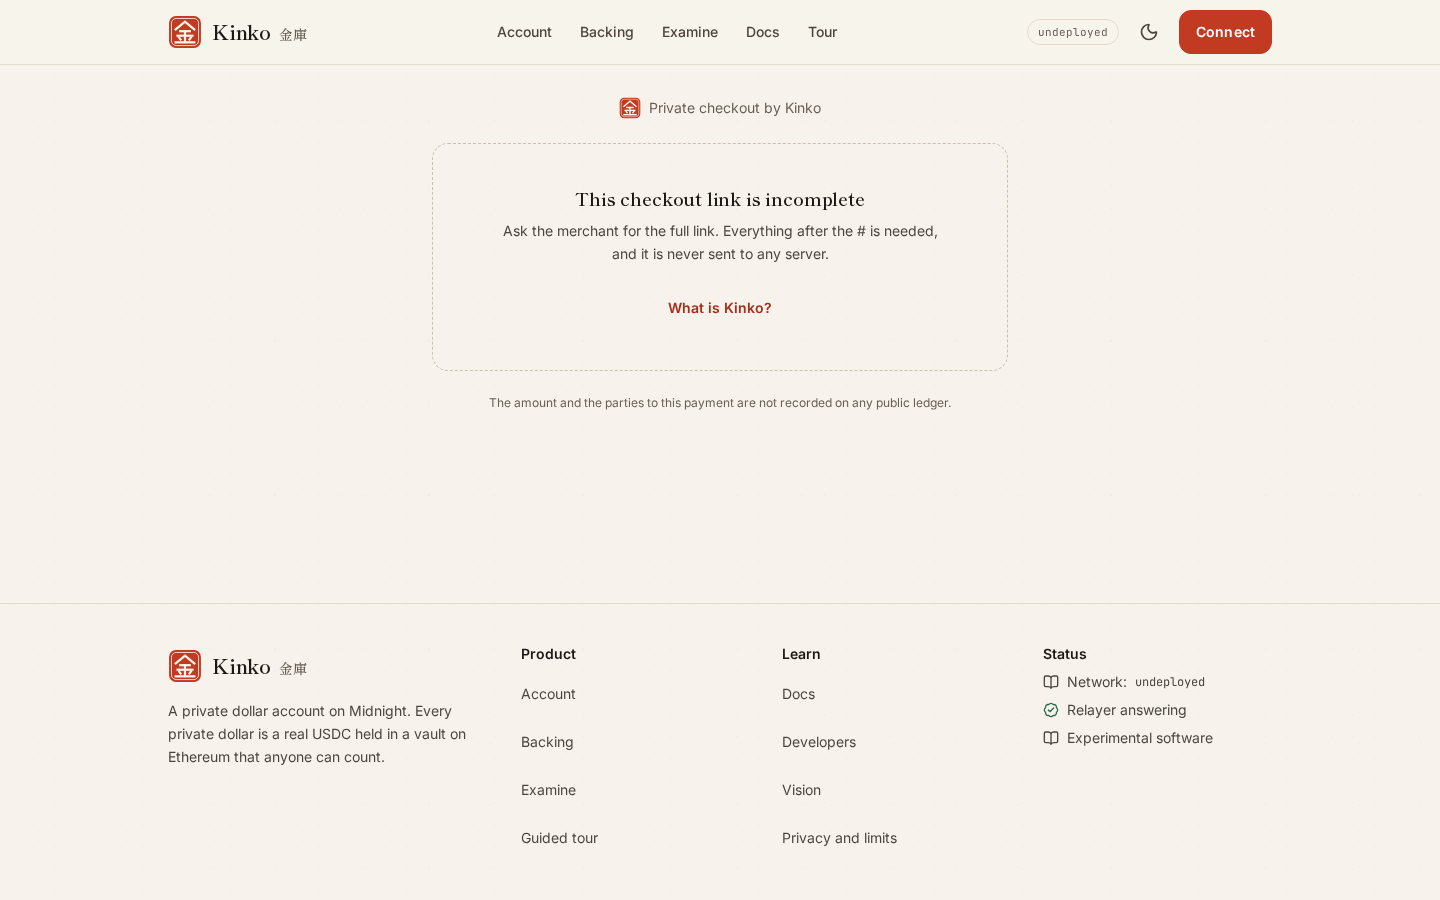 金 Kinko 金庫
Account Backing Examine Docs Tour
undeployed
Connect
金 Private checkout by Kinko
This checkout link is incomplete
Ask the merchant for the full link. Everything after the # is needed,
and it is never sent to any server.
What is Kinko?
The amount and the parties to this payment are not recorded on any public ledger.
金 Kinko 金庫
A private dollar account on Midnight. Every
private dollar is a real USDC held in a vault on
Ethereum that anyone can count.
Product
Account
Backing
Examine
Guided tour
Learn
Docs
Developers
Vision
Privacy and limits
Status
Network: undeployed
Relayer answering
Experimental software